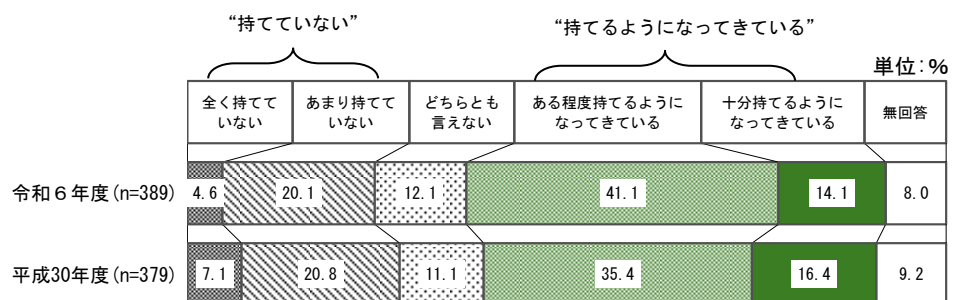 “持てていない”
“持てるようになってきている”
単位：％
全く持てて
いない
あまり持てて
いない
どちらとも
言えない
ある程度持てるように
なってきている
十分持てるように
なってきている
無回答
令和６年度(n=389)
4.6
20.1
12.1
41.1
14.1
8.0
平成30年度(n=379)
7.1
20.8
11.1
35.4
16.4
9.2